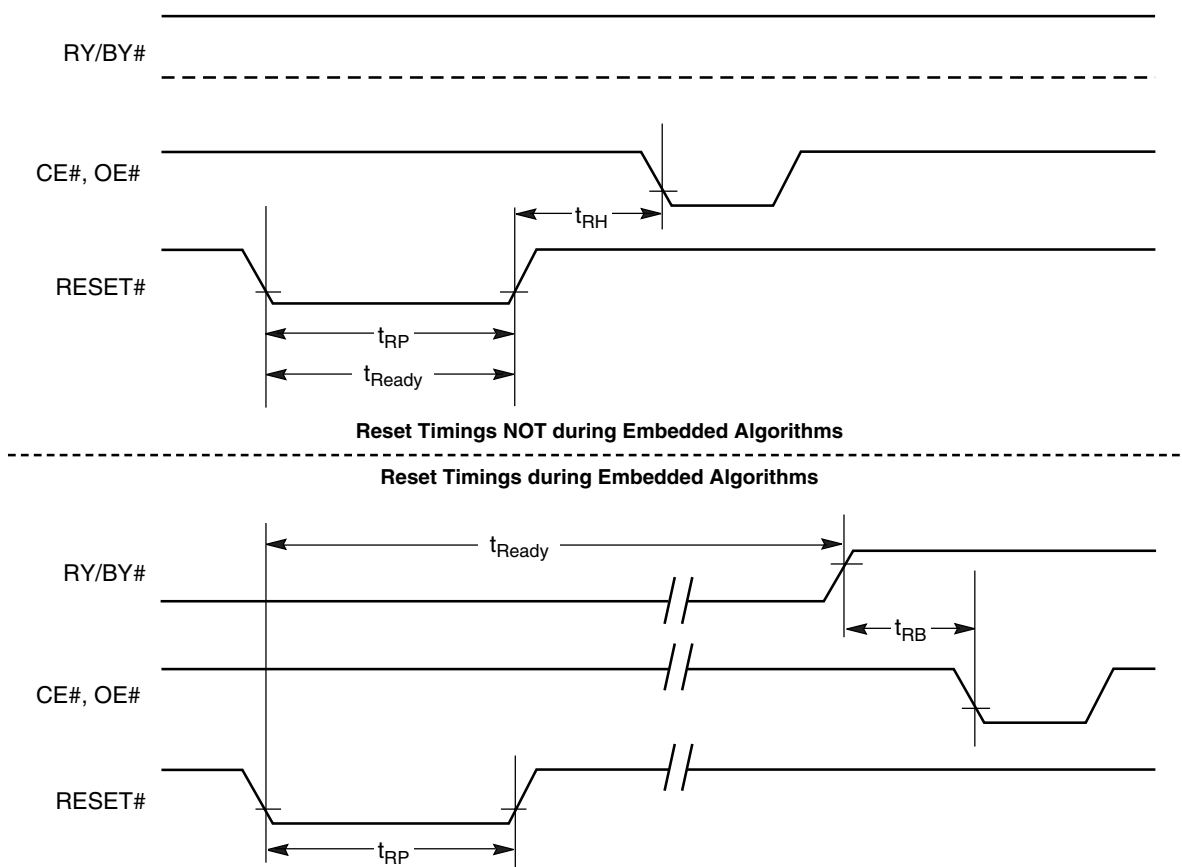 RY/BY#
CE#, OE#
tRH
RESET#
tRP
tReady
Reset Timings NOT during Embedded Algorithms
Reset Timings during Embedded Algorithms
tReady
RY/BY#
tRB
CE#, OE#
RESET#
tRP